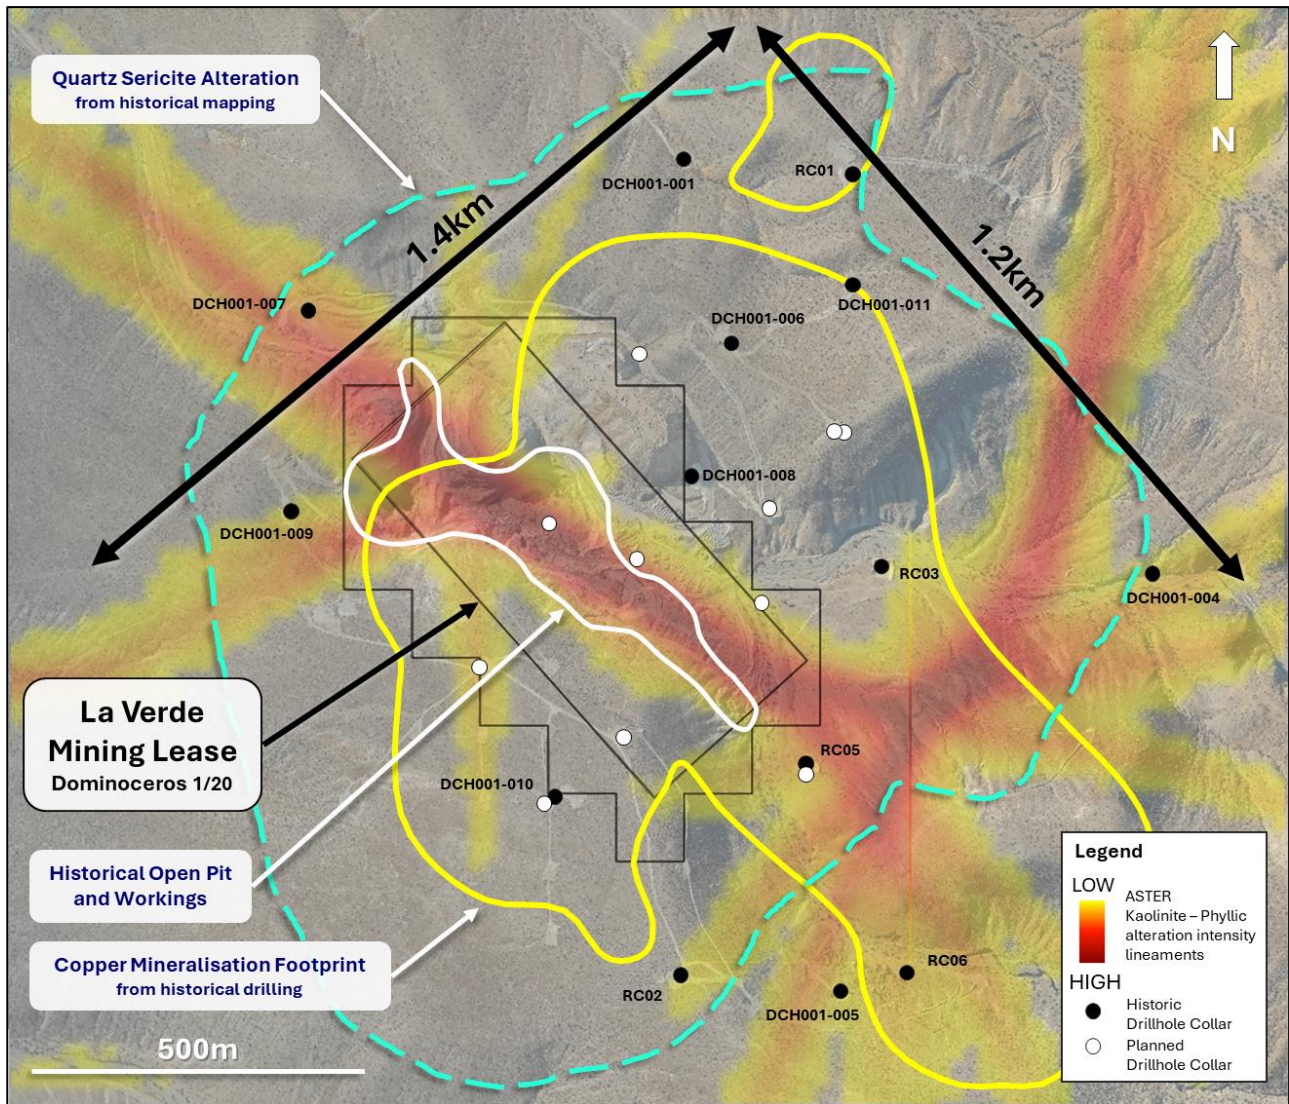 Quartz Sericite Alteration
from historical mapping
N
DCH001-001
RC01
1.4km
1.2km
DCH001-007
DCH001-011
DCH001-006
DCH001-008
DCH001-009
RC03
DCH001-004
La Verde
Mining Lease
Dominoceros 1/20
RC05
DCH001-010
Historical Open Pit
and Workings
Copper Mineralisation Footprint
from historical drilling
RC02
RC06
DCH001-005
500m
Legend
LOW
ASTER
Kaolinite – Phyllic
alteration intensity
lineaments
HIGH
Historic
Drillhole Collar
Planned
Drillhole Collar